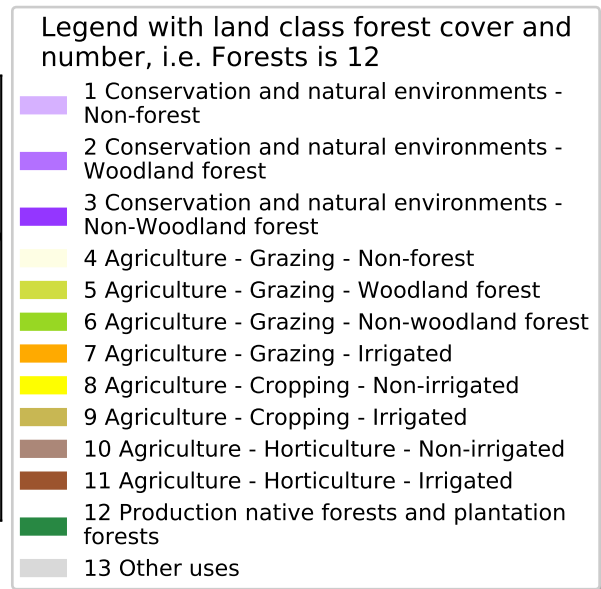 Legend with land class forest cover and
number, i.e. Forests is 12
1 Conservation and natural environments -
Non-forest
2 Conservation and natural environments -
Woodland forest
3 Conservation and natural environments -
Non-Woodland forest
4 Agriculture - Grazing - Non-forest
5 Agriculture - Grazing - Woodland forest
6 Agriculture - Grazing - Non-woodland forest
7 Agriculture - Grazing - Irrigated
8 Agriculture - Cropping - Non-irrigated
9 Agriculture - Cropping - Irrigated
10 Agriculture - Horticulture - Non-irrigated
11 Agriculture - Horticulture - Irrigated
12 Production native forests and plantation
forests
13 Other uses